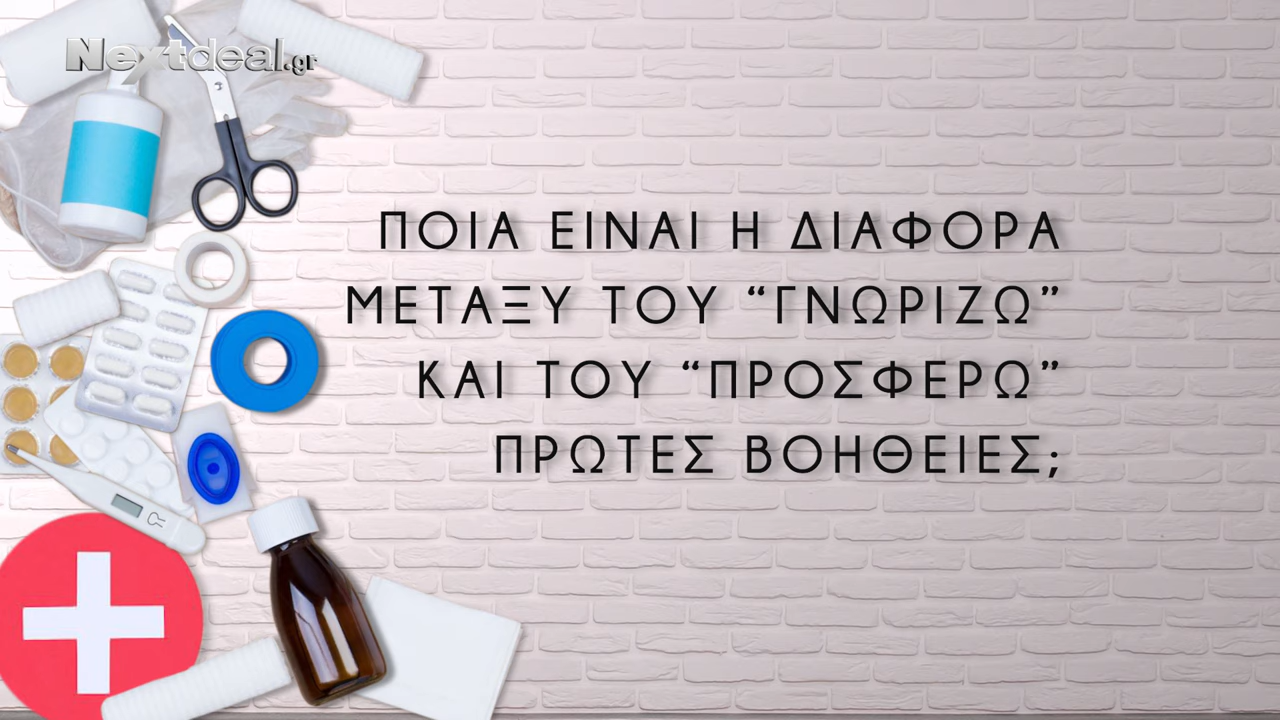 Nextdeal.gr
ΠΟΙΑ ΕΙΝΑΙ Η ΔΙΑΦΟΡΑ
ΜΕΤΑΞΥ ΤΟΥ “ΓΝΩΡΙΖΩ”
ΚΑΙ ΤΟΥ “ΠΡΟΣΦΕΡΩ”
ΠΡΩΤΕΣ ΒΟΗΘΕΙΕΣ;